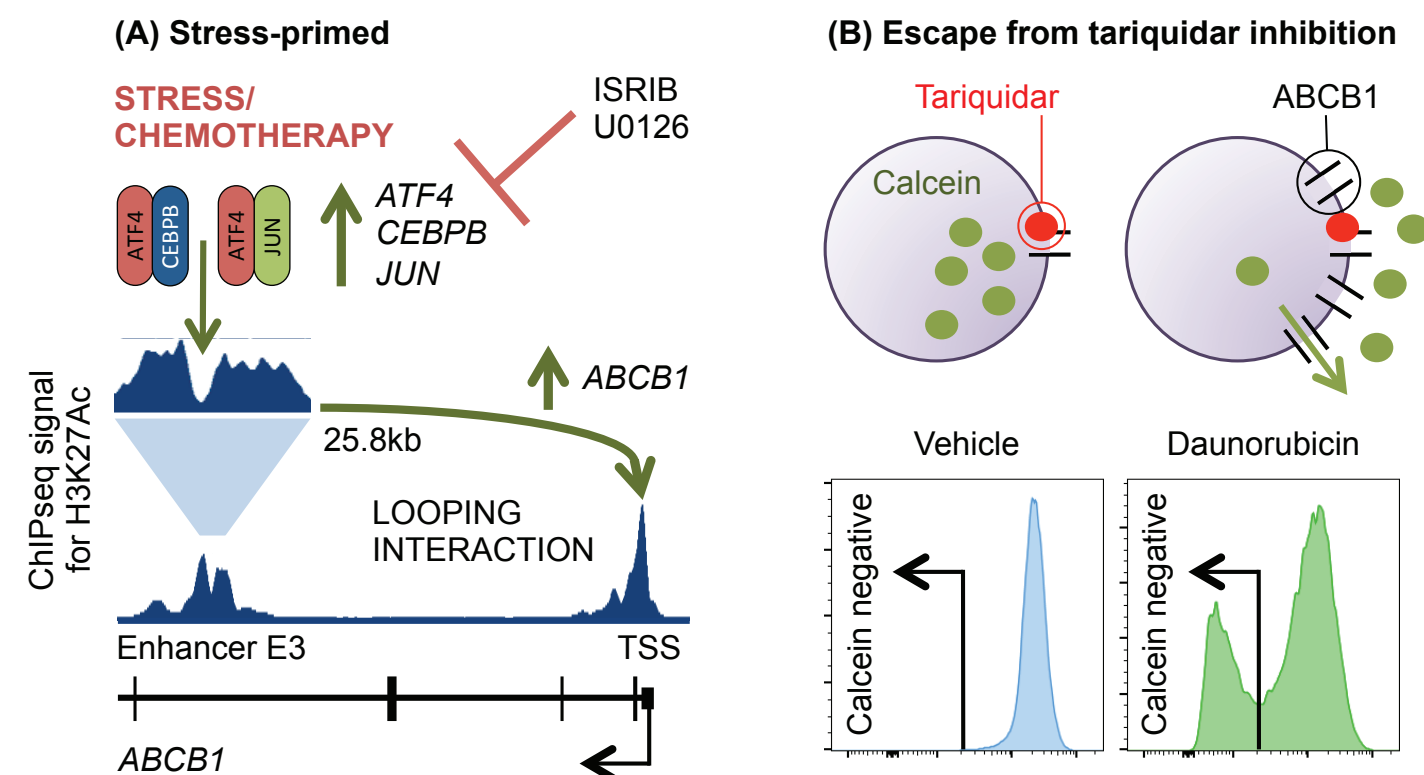 (A) Stress-primed
STRESS/
CHEMOTHERAPY
ISRIB
U0126
ATF4
CEBPB
ATF4
JUN
ATF4
CEBPB
JUN
ABCB1
25.8kb
ChIPseq signal
for H3K27Ac
LOOPING
INTERACTION
Enhancer E3
TSS
ABCB1
(B) Escape from tariquidar inhibition
Tariquidar
ABCB1
Calcein
Vehicle
Daunorubicin
Calcein negative
Calcein negative